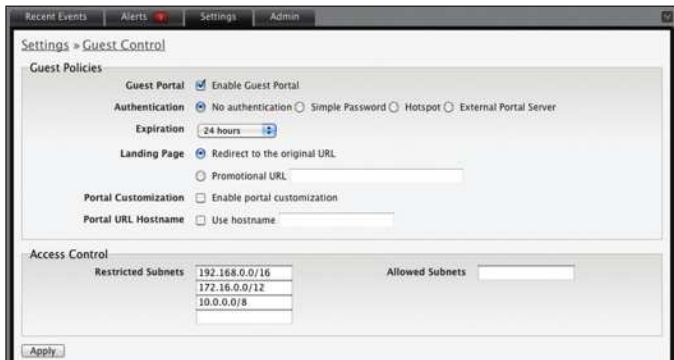 Recent Events Alerts Settings Admin
Settings » Guest Control
Guest Policies
Guest Portal Enable Guest Portal
Authentication No authentication Simple Password Hotspot External Portal Server
Expiration 24 hours
Landing Page Redirect to the original URL
Promotional URL
Portal Customization Enable portal customization
Portal URL Hostname Use hostname
Access Control
Restricted Subnets 192.168.0.0/16 Allowed Subnets
172.16.0.0/12
10.0.0.0/8
Apply